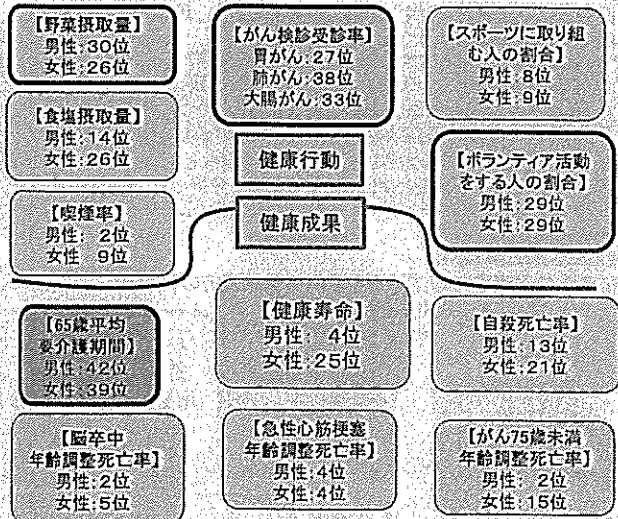 【野菜摂取量】
男性:30位
女性:26位
【がん検診受診率】
胃がん:27位
肺がん:38位
大腸がん:33位
【スポーツに取り組
む人の割合】
男性:8位
女性:9位
【食塩摂取量】
男性:14位
女性:26位
健康行動
【ボランティア活動
をする人の割合】
男性:29位
女性:29位
【喫煙率】
男性: 2位
女性 9位
健康成果
【65歳平均
要介護期間】
男性:42位
女性:39位
【健康寿命】
男性: 4位
女性:25位
【自殺死亡率】
男性:13位
女性:21位
【脳卒中
年齢調整死亡率】
男性:2位
女性:5位
【急性心筋梗塞
年齢調整死亡率】
男性:4位
女性:4位
【がん75歳未満
年齢調整死亡率】
男性: 2位
女性:15位